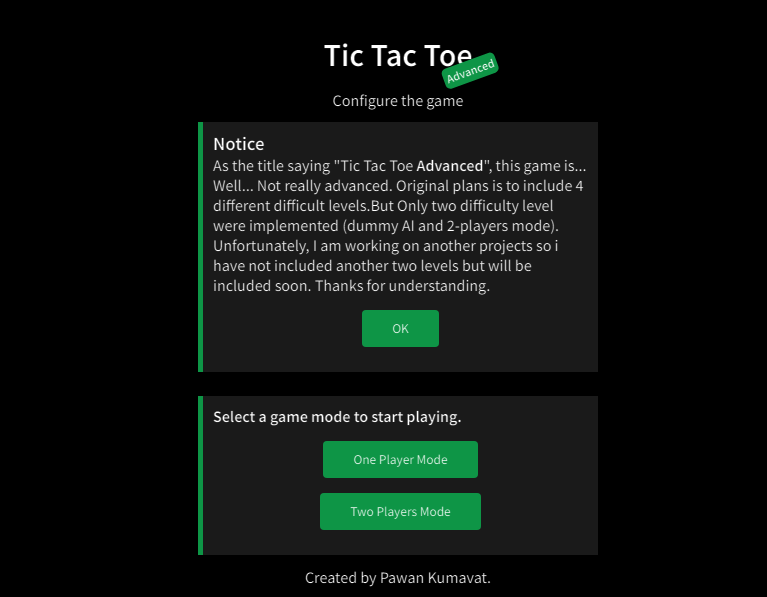 Tic Tac Toe
Advanced
Configure the game
Notice
As the title saying "Tic Tac Toe Advanced", this game is...
Well... Not really advanced. Original plans is to include 4
different difficult levels.But Only two difficulty level
were implemented (dummy AI and 2-players mode).
Unfortunately, I am working on another projects so i
have not included another two levels but will be
included soon. Thanks for understanding.
OK
Select a game mode to start playing.
One Player Mode
Two Players Mode
Created by Pawan Kumavat.